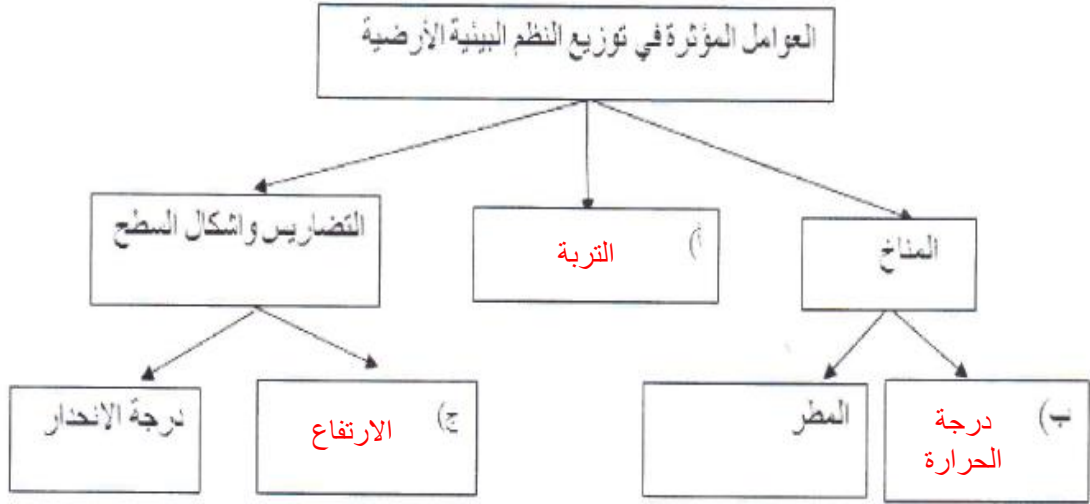 العوامل المؤثرة في توزيع النظم البيئية الأرضية
المناخ
أ) التربة
التضاريس واشكال السطح
ب) درجة
الحرارة
المطر
ج) الارتفاع
درجة الانحدار